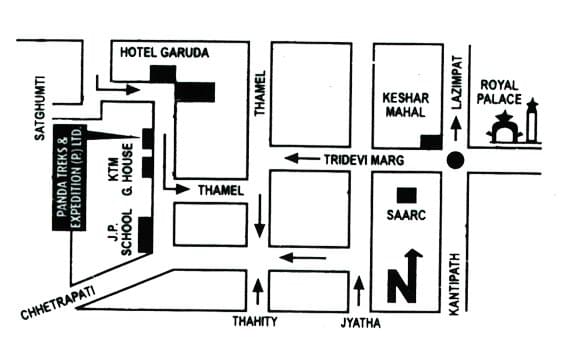 HOTEL GARUDA
SATGHUMTI
THAMEL
KESHAR
MAHAL
LAZIMPAT
ROYAL
PALACE
PANDA TREKS &
EXPEDITION (P.) LTD.
KTM
G. HOUSE
TRIDEVI MARG
THAMEL
SAARC
J.P.
SCHOOL
N
KANTIPATH
CHHETRAPATI
THAHITY
JYATHA